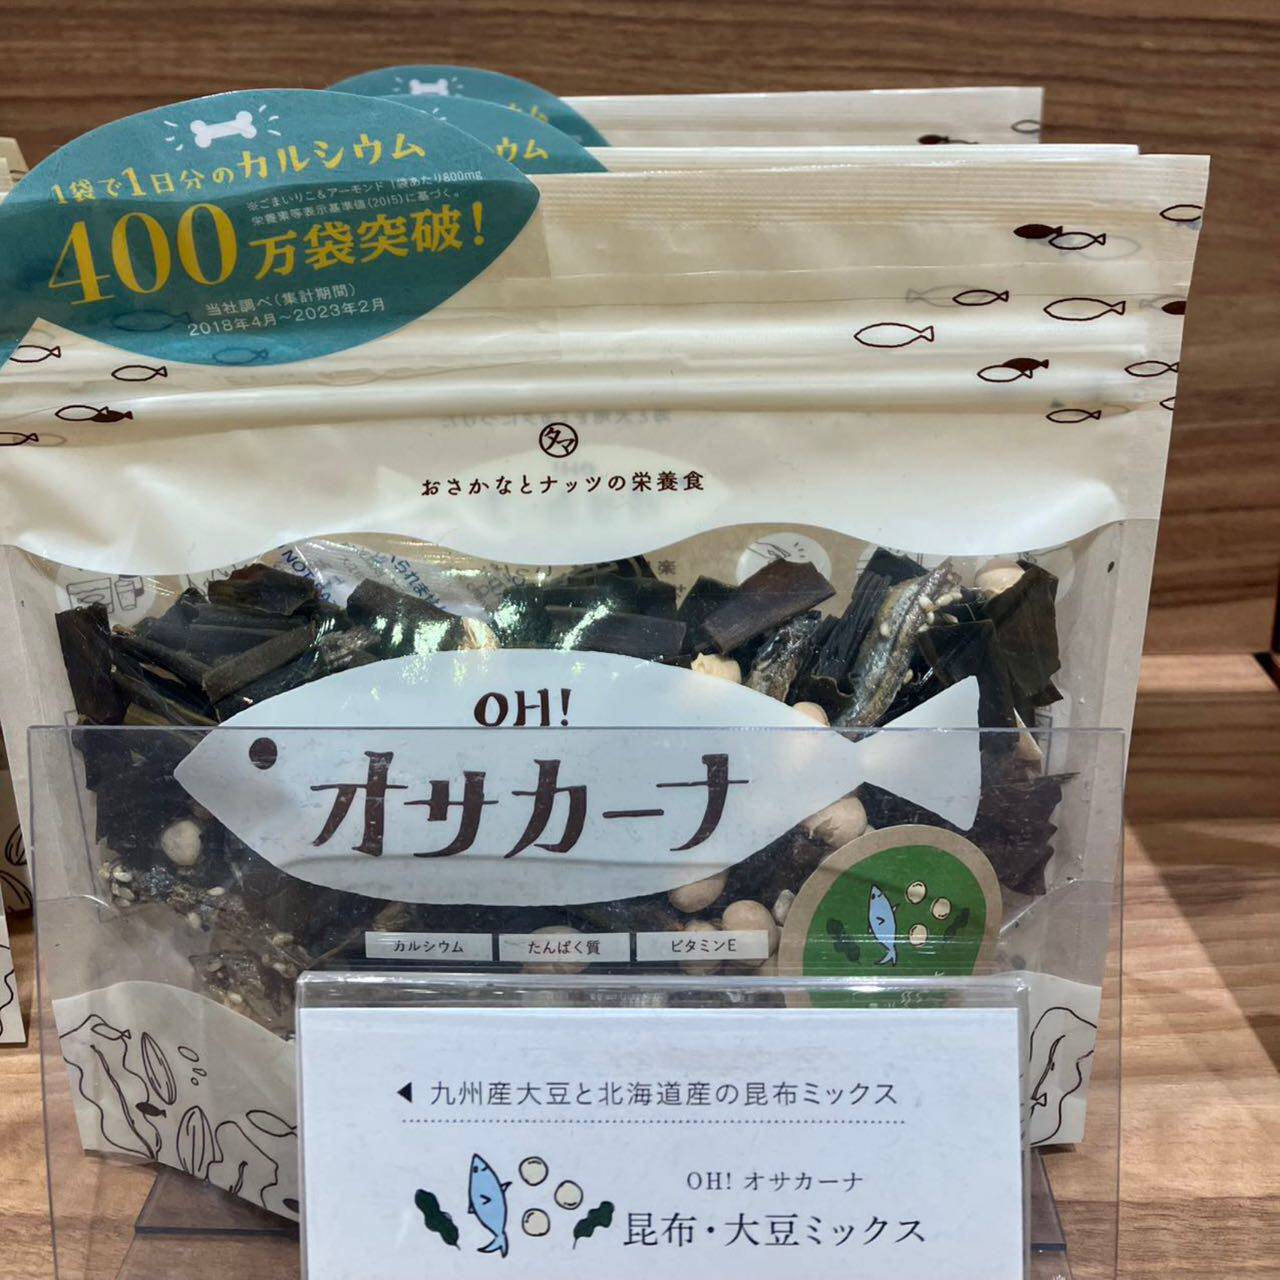 1袋で1日分のカルシウム
※ごまいりこ&アーモンド 1袋あたり800mg
栄養素等表示基準値(2015)に基づく。
400万袋突破!
当社調べ(集計期間)
2018年4月~2023年2月
ウム
タマ
おさかなとナッツの栄養食
OH!
オサカーナ
カルシウム
たんぱく質
ビタミンE
◀ 九州産大豆と北海道産の昆布ミックス
OH! オサカーナ
昆布・大豆ミックス